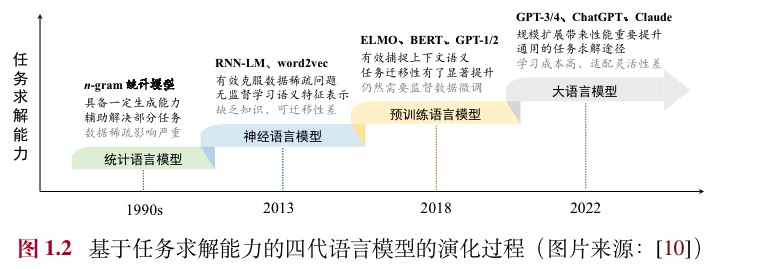 任务求解能力
n-gram 统计模型
具备一定生成能力
辅助解决部分任务
数据稀疏影响严重
统计语言模型
1990s
RNN-LM、word2vec
有效克服数据稀疏问题
无监督学习语义特征表示
缺乏知识、可迁移性差
神经语言模型
2013
ELMO、BERT、GPT-1/2
有效捕捉上下文语义
任务迁移性有了显著提升
仍然需要监督数据微调
预训练语言模型
2018
GPT-3/4、ChatGPT、Claude
规模扩展带来性能重要提升
通用的任务求解途径
学习成本高、适配灵活性差
大语言模型
2022
图 1.2 基于任务求解能力的四代语言模型的演化过程（图片来源：[10]）